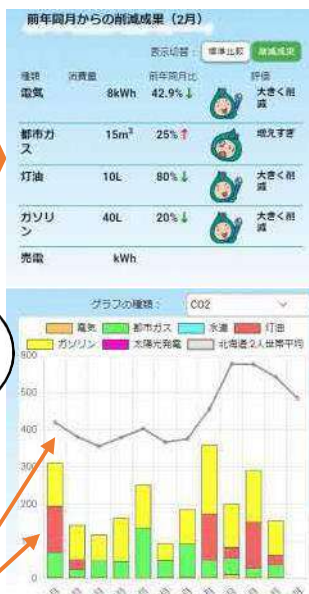 前年同月からの削減成果（2月）
表示切替： 標準比較 削減成果
種類 消費量 前年同月比 評価
電気 8kWh 42.9%↓ 大きく削減
都市ガス 15m³ 25%↑ 増えすぎ
灯油 10L 80%↓ 大きく削減
ガソリン 40L 20%↓ 大きく削減
売電 kWh
グラフの種類： CO2
電気 都市ガス 水道 灯油
ガソリン 太陽光発電 北海道2人世帯平均
500
400
300
200
100
0